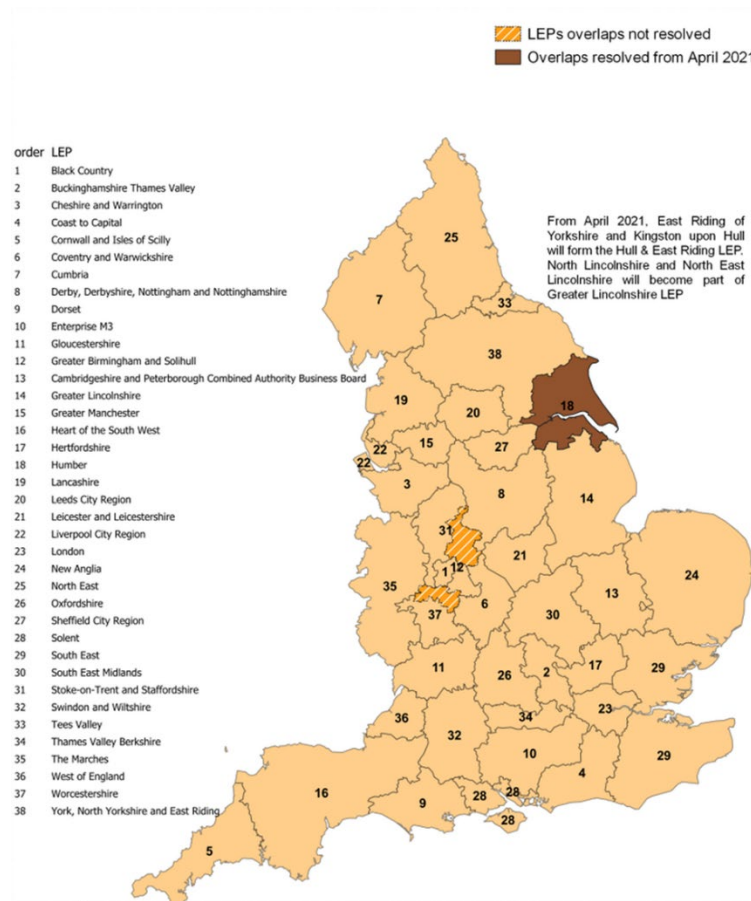 LEPs overlaps not resolved
Overlaps resolved from April 2021
order LEP
1 Black Country
2 Buckinghamshire Thames Valley
3 Cheshire and Warrington
4 Coast to Capital
5 Cornwall and Isles of Scilly
6 Coventry and Warwickshire
7 Cumbria
8 Derby, Derbyshire, Nottingham and Nottinghamshire
9 Dorset
10 Enterprise M3
11 Gloucestershire
12 Greater Birmingham and Solihull
13 Cambridgeshire and Peterborough Combined Authority Business Board
14 Greater Lincolnshire
15 Greater Manchester
16 Heart of the South West
17 Hertfordshire
18 Humber
19 Lancashire
20 Leeds City Region
21 Leicester and Leicestershire
22 Liverpool City Region
23 London
24 New Anglia
25 North East
26 Oxfordshire
27 Sheffield City Region
28 Solent
29 South East
30 South East Midlands
31 Stoke-on-Trent and Staffordshire
32 Swindon and Wiltshire
33 Tees Valley
34 Thames Valley Berkshire
35 The Marches
36 West of England
37 Worcestershire
38 York, North Yorkshire and East Riding
From April 2021, East Riding of
Yorkshire and Kingston upon Hull
will form the Hull & East Riding LEP.
North Lincolnshire and North East
Lincolnshire will become part of
Greater Lincolnshire LEP
25
7
33
38
19
20
18
22
15
27
22
3
8
14
31
21
24
1
12
35
13
37
6
30
11
26
2
17
29
36
34
23
32
10
29
4
16
9
28
28
28
5